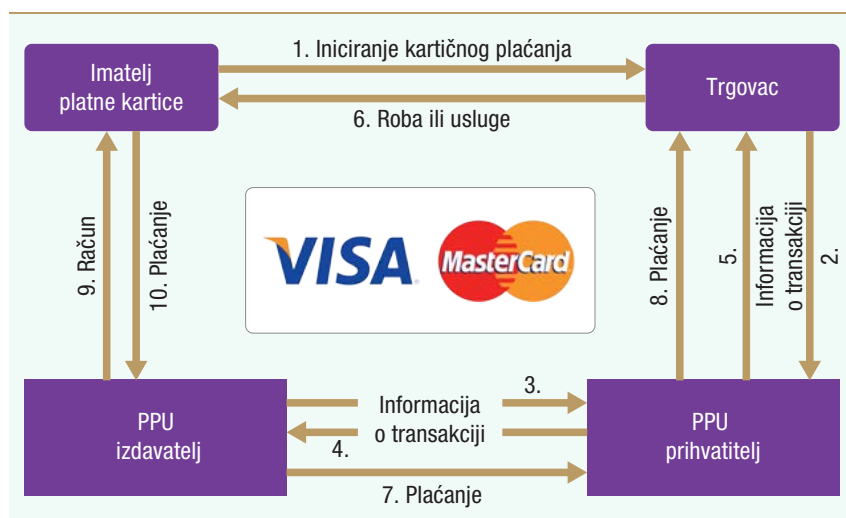 1. Iniciranje kartičnog plaćanja
Imatelj
platne kartice
Trgovac
6. Roba ili usluge
9. Račun
10. Plaćanje
VISA
MasterCard
8. Plaćanje
5.
Informacija
o transakciji
2.
PPU
izdavatelj
3.
Informacija
o transakciji
4.
7. Plaćanje
PPU
prihvatitelj